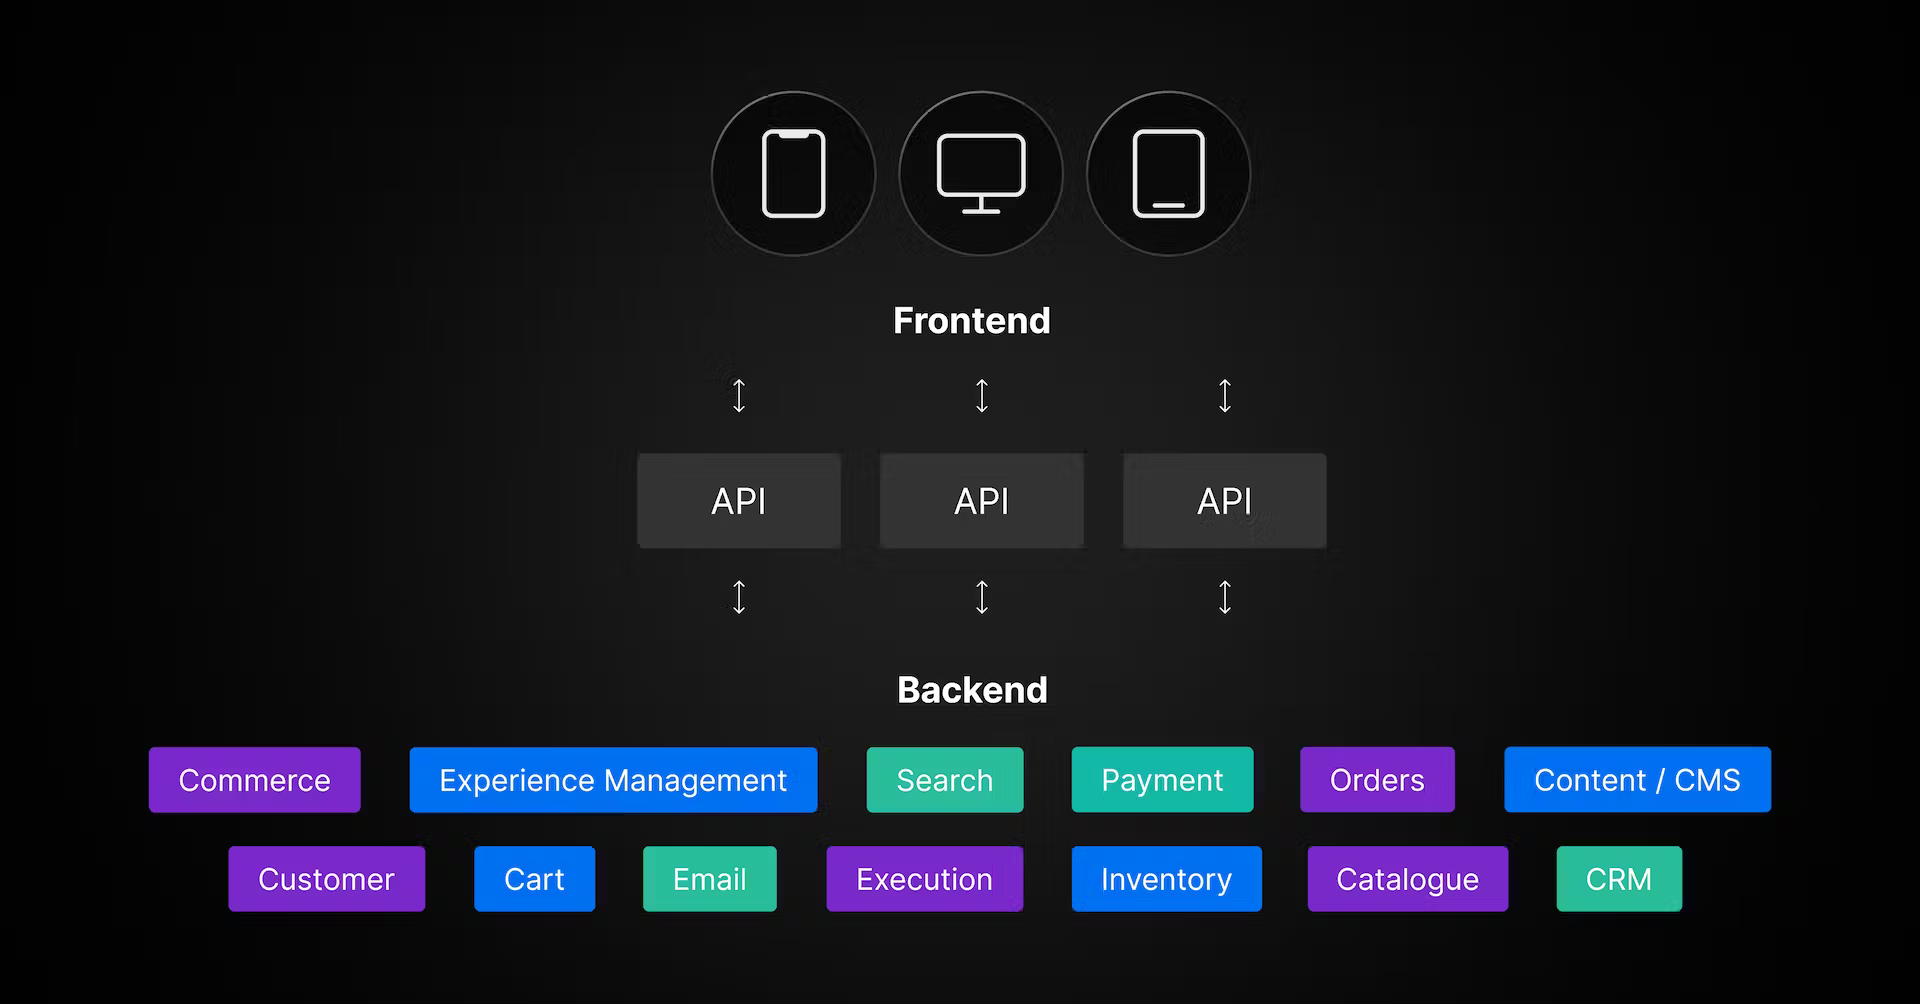 Frontend
API API API
Backend
Commerce Experience Management Search Payment Orders Content / CMS
Customer Cart Email Execution Inventory Catalogue CRM